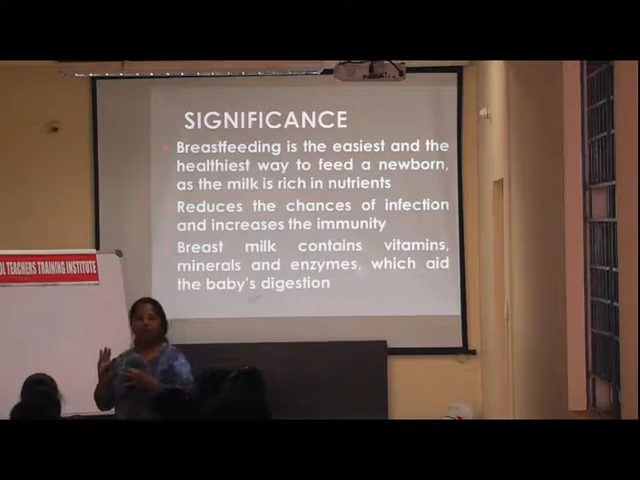 SIGNIFICANCE
Breastfeeding is the easiest and the
healthiest way to feed a newborn,
as the milk is rich in nutrients
Reduces the chances of infection
and increases the immunity
Breast milk contains vitamins,
minerals and enzymes, which aid
the baby's digestion
TEACHERS TRAINING INSTITUTE